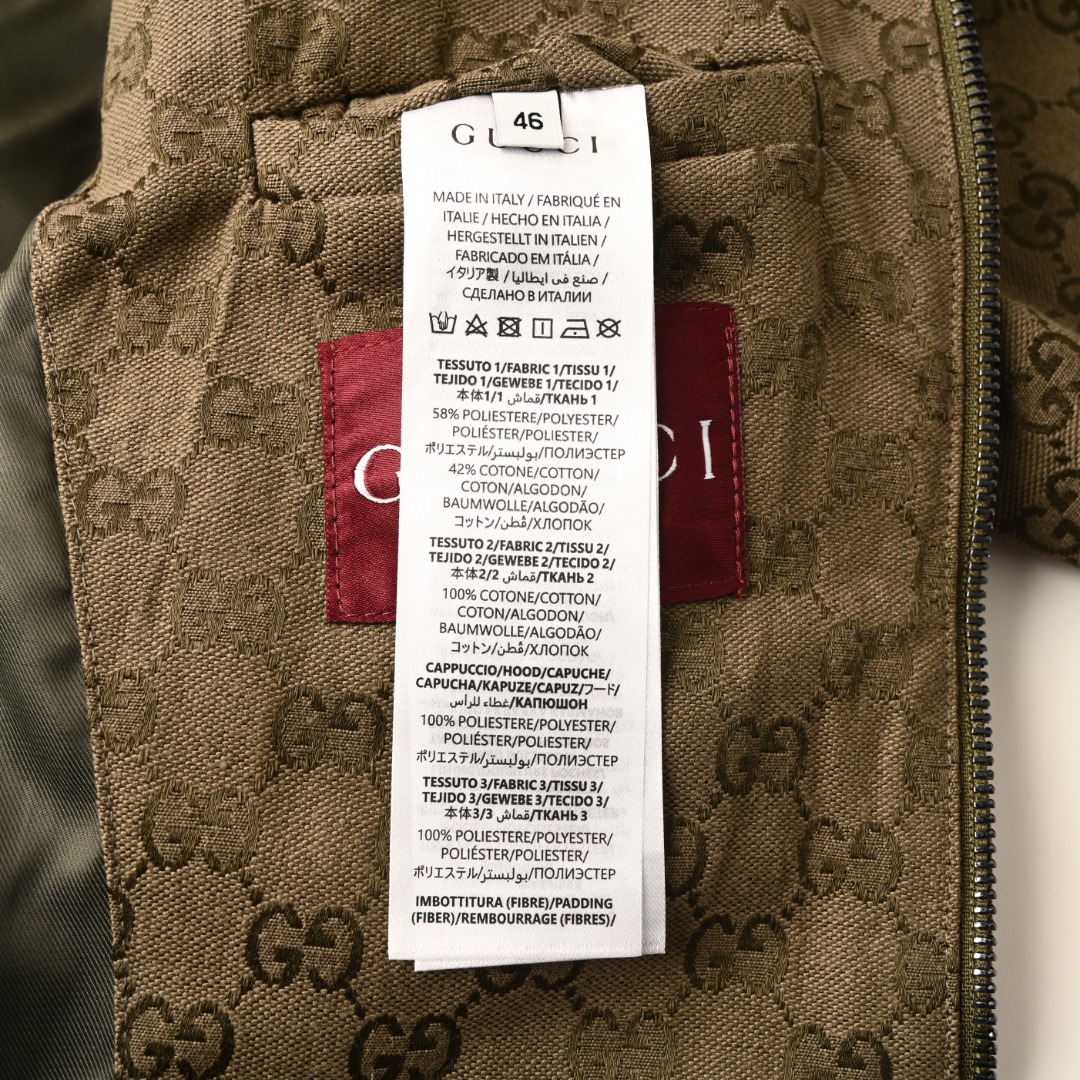 46
GUCCI
MADE IN ITALY / FABRIQUÉ EN
ITALIE / HECHO EN ITALIA /
HERGESTELLT IN ITALIEN /
FABRICADO EM ITÁLIA /
イタリア製 / صنع في ايطاليا /
СДЕЛАНО В ИТАЛИИ
TESSUTO 1/FABRIC 1/TISSU 1/
TEJIDO 1/GEWEBE 1/TECIDO 1/
本体1/قماش 1/ТКАНЬ 1
58% POLIESTERE/POLYESTER/
POLIÉSTER/POLIESTER/
ポリエステル/بوليستر/ПОЛИЭСТЕР
42% COTONE/COTTON/
COTON/ALGODON/
BAUMWOLLE/ALGODÃO/
コットン/قُطن/ХЛОПОК
TESSUTO 2/FABRIC 2/TISSU 2/
TEJIDO 2/GEWEBE 2/TECIDO 2/
本体2/قماش 2/ТКАНЬ 2
100% COTONE/COTTON/
COTON/ALGODON/
BAUMWOLLE/ALGODÃO/
コットン/قُطن/ХЛОПОК
CAPPUCCIO/HOOD/CAPUCHE/
CAPUCHA/KAPUZE/CAPUZ/フード/
غطاء للرأس/КАПЮШОН
100% POLIESTERE/POLYESTER/
POLIÉSTER/POLIESTER/
ポリエステル/بوليستر/ПОЛИЭСТЕР
TESSUTO 3/FABRIC 3/TISSU 3/
TEJIDO 3/GEWEBE 3/TECIDO 3/
本体3/قماش 3/ТКАНЬ 3
100% POLIESTERE/POLYESTER/
POLIÉSTER/POLIESTER/
ポリエステル/بوليستر/ПОЛИЭСТЕР
IMBOTTITURA (FIBRE)/PADDING
(FIBER)/REMBOURRAGE (FIBRES)/